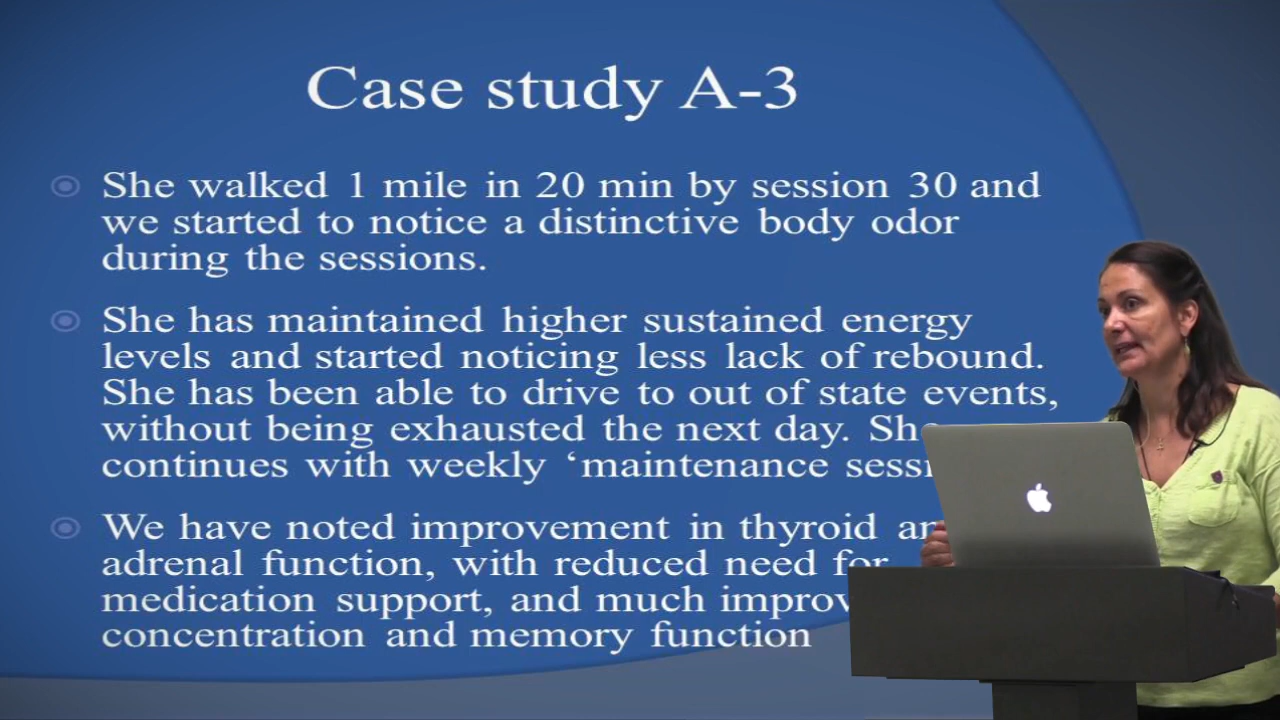 Case study A-3
She walked 1 mile in 20 min by session 30 and
we started to notice a distinctive body odor
during the sessions.
She has maintained higher sustained energy
levels and started noticing less lack of rebound.
She has been able to drive to out of state events,
without being exhausted the next day. She
continues with weekly ‘maintenance
We have noted improvement in thyroid
adrenal function, with reduced need for
medication support, and much
concentration and memory function